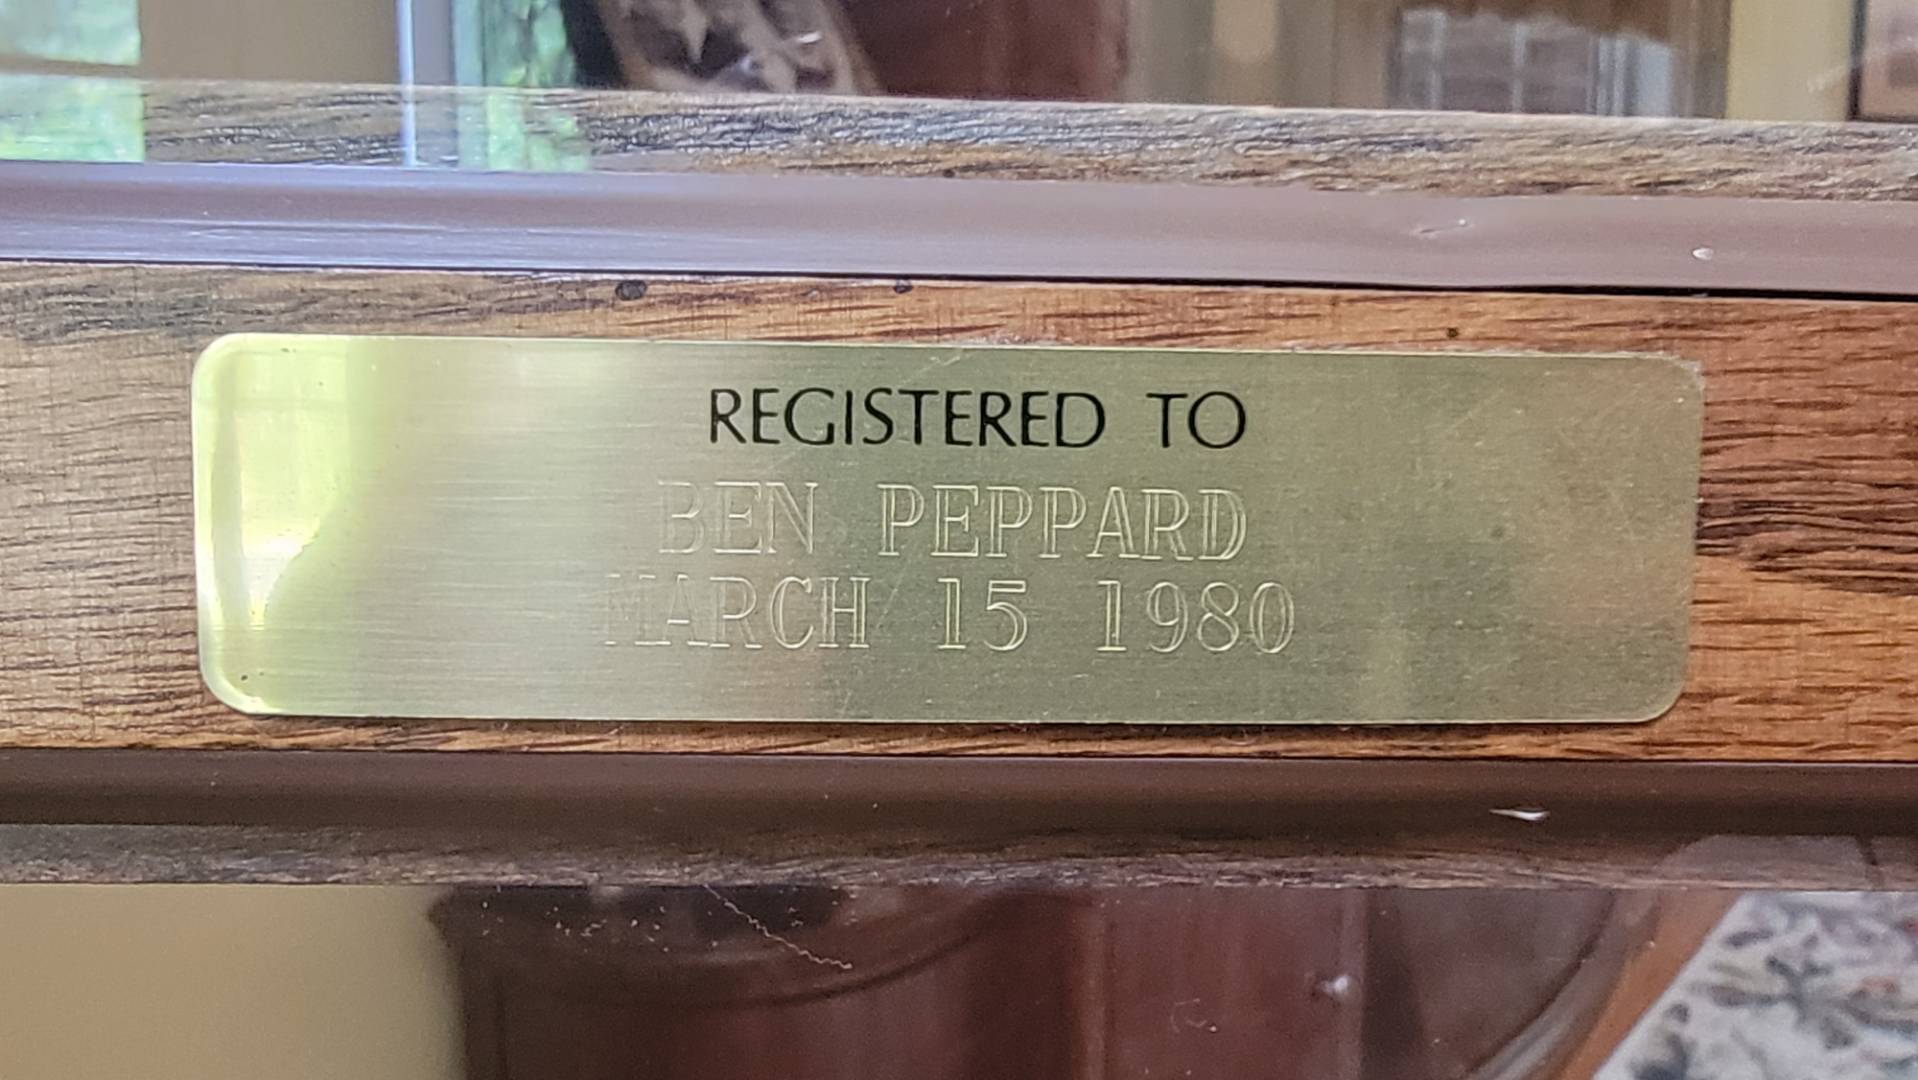 REGISTERED TO
BEN PEPPARD
MARCH 15 1980